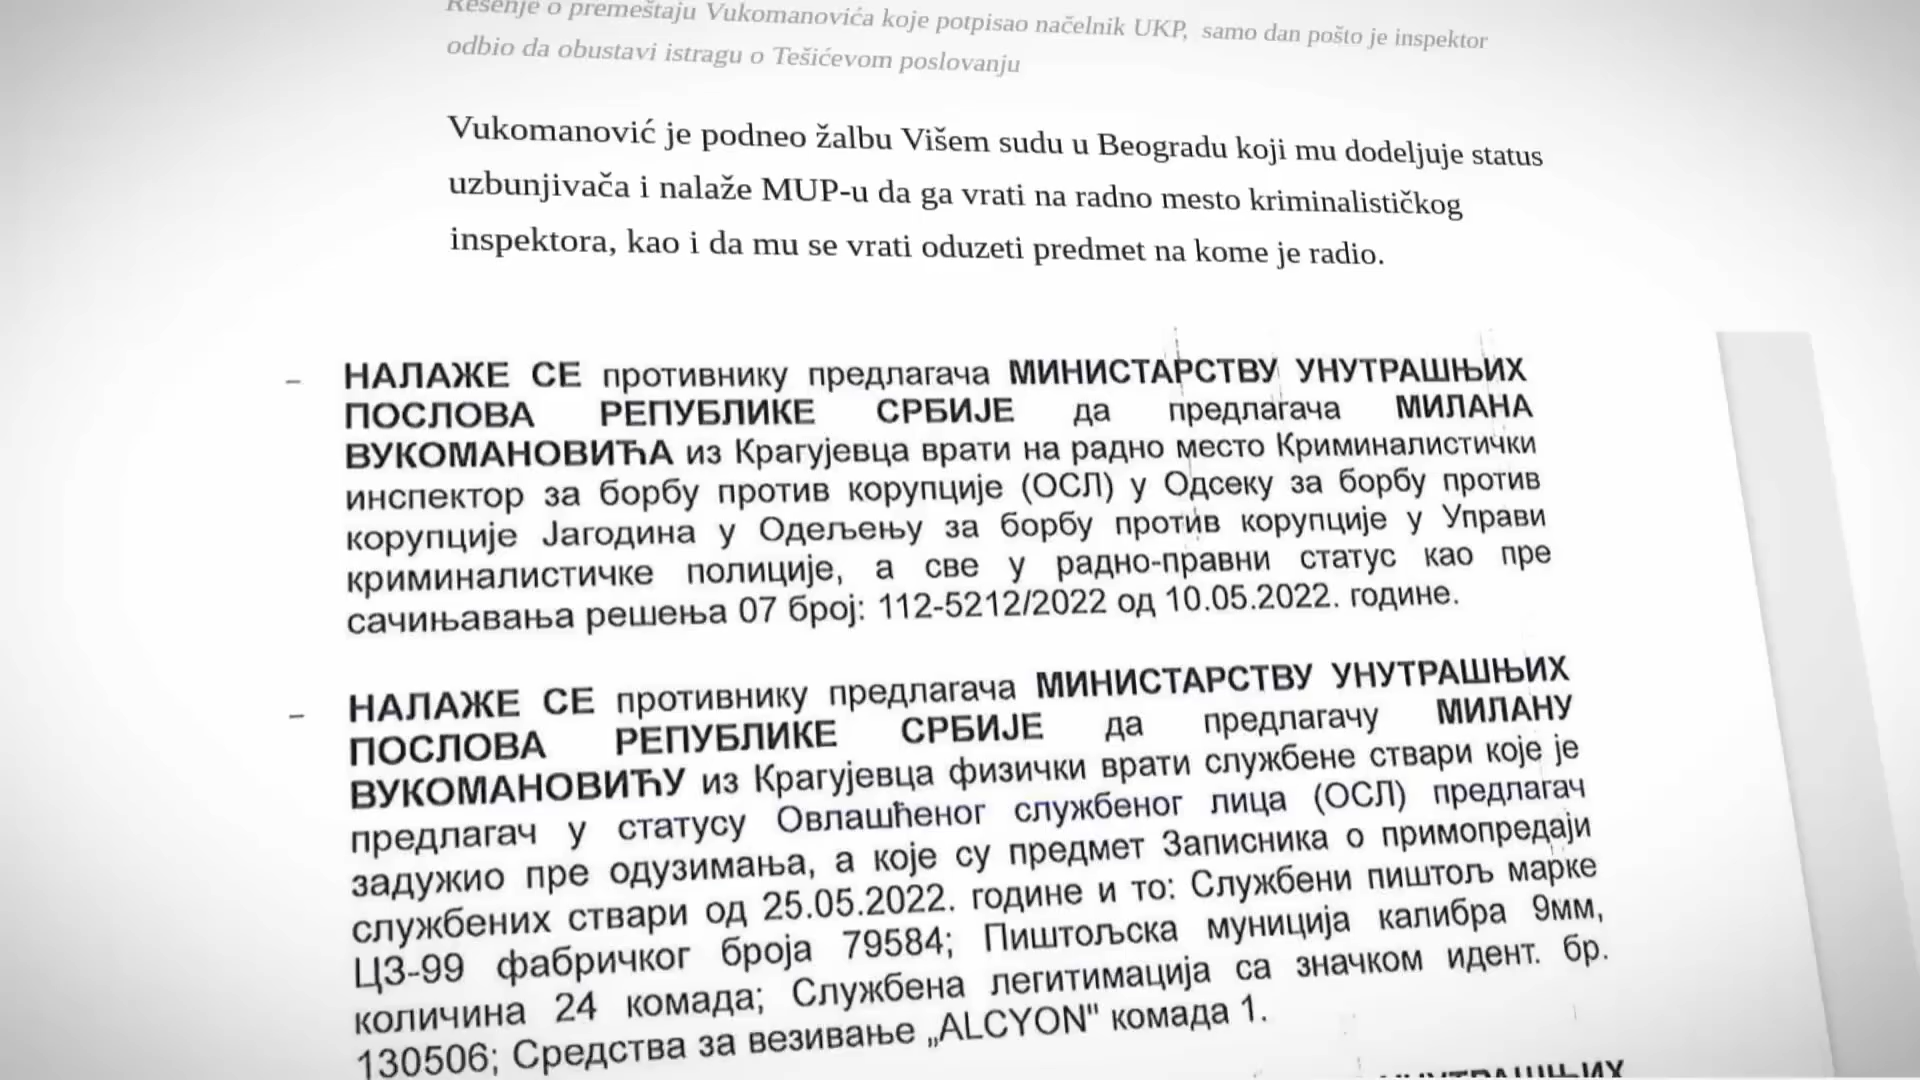 Rešenje o premeštaju Vukomanovića koje potpisao načelnik UKP, samo dan pošto je inspektor
odbio da obustavi istragu o Tešićevom poslovanju
Vukomanović je podneo žalbu Višem sudu u Beogradu koji mu dodeljuje status
uzbunjivača i nalaže MUP-u da ga vrati na radno mesto kriminalističkog
inspektora, kao i da mu se vrati oduzeti predmet na kome je radio.
– НАЛАЖЕ СЕ противнику предлагача МИНИСТАРСТВУ УНУТРАШЊИХ
ПОСЛОВА РЕПУБЛИКЕ СРБИЈЕ да предлагача МИЛАНА
ВУКОМАНОВИЋА из Крагујевца врати на радно место Криминалистички
инспектор за борбу против корупције (ОСЛ) у Одсеку за борбу против
корупције Јагодина у Одељењу за борбу против корупције у Управи
криминалистичке полиције, а све у радно-правни статус као пре
сачињавања решења 07 број: 112-5212/2022 од 10.05.2022. године.
– НАЛАЖЕ СЕ противнику предлагача МИНИСТАРСТВУ УНУТРАШЊИХ
ПОСЛОВА РЕПУБЛИКЕ СРБИЈЕ да предлагачу МИЛАНУ
ВУКОМАНОВИЋУ из Крагујевца физички врати службене ствари које је
предлагач у статусу Овлашћеног службеног лица (ОСЛ) предлагач
задужио пре одузимања, а које су предмет Записника о примопредаји
службених ствари од 25.05.2022. године и то: Службени пиштољ марке
ЦЗ-99 фабричког броја 79584; Пиштољска муниција калибра 9мм,
количина 24 комада; Службена легитимација са значком идент. бр.
130506; Средства за везивање „ALCYON" комада 1.
УНУТРАШЊИХ